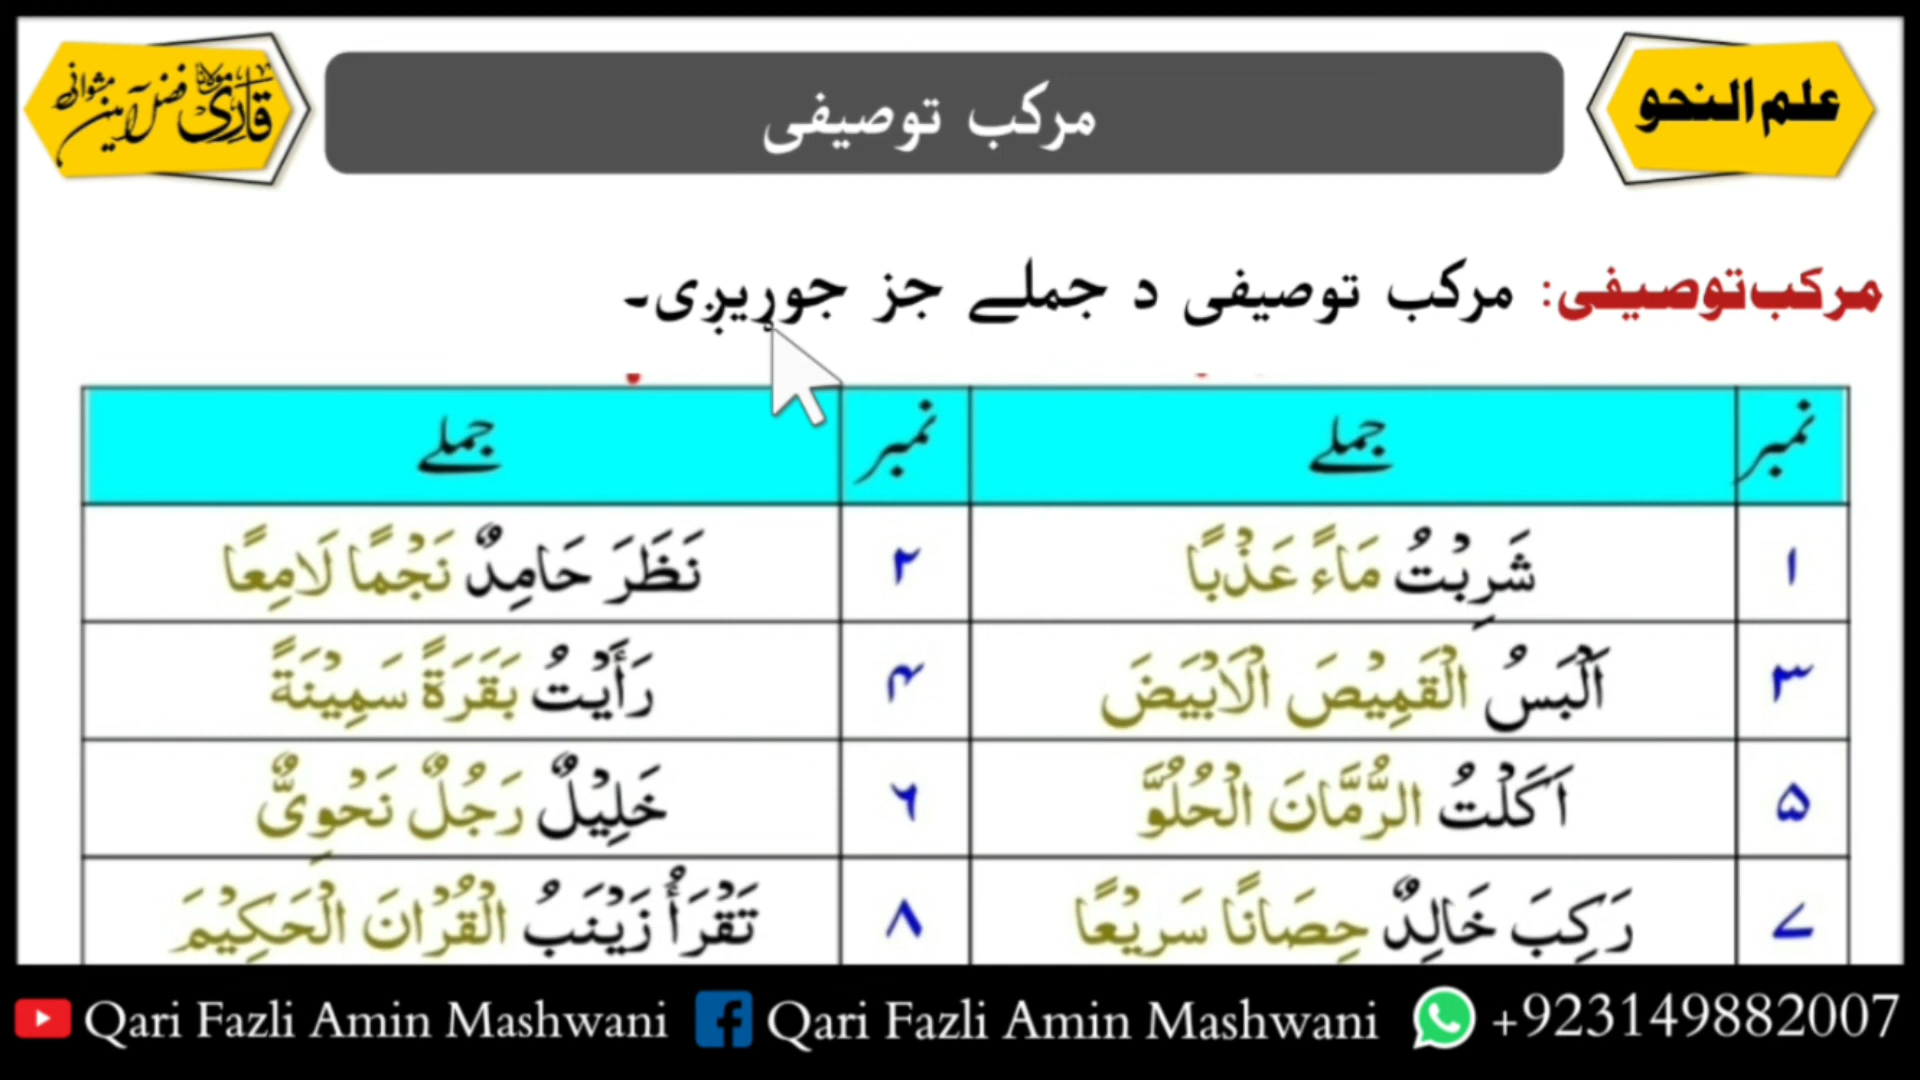 علم النحو
مرکب توصیفی
قاری مولانا فضل آمین مشوانی
مرکب توصیفی: مرکب توصیفی د جملے جز جوړیږی۔
نمبر جملے نمبر جملے
۱ شَرِبْتُ مَاءً عَذْبًا ۲ نَظَرَ حَامِدٌ نَجْمًا لَامِعًا
۳ اَلْبَسُ الْقَمِيْصَ الْاَبْيَضَ ۴ رَأَيْتُ بَقَرَةً سَمِيْنَةً
۵ اَكَلْتُ الرُّمَّانَ الْحُلُوَّ ۶ خَلِيْلٌ رَجُلٌ نَحْوِىٌّ
۷ رَكِبَ خَالِدٌ حِصَانًا سَرِيْعًا ۸ تَقْرَأُ زَيْنَبُ الْقُرْاٰنَ الْحَكِيْمَ
Qari Fazli Amin Mashwani Qari Fazli Amin Mashwani +923149882007